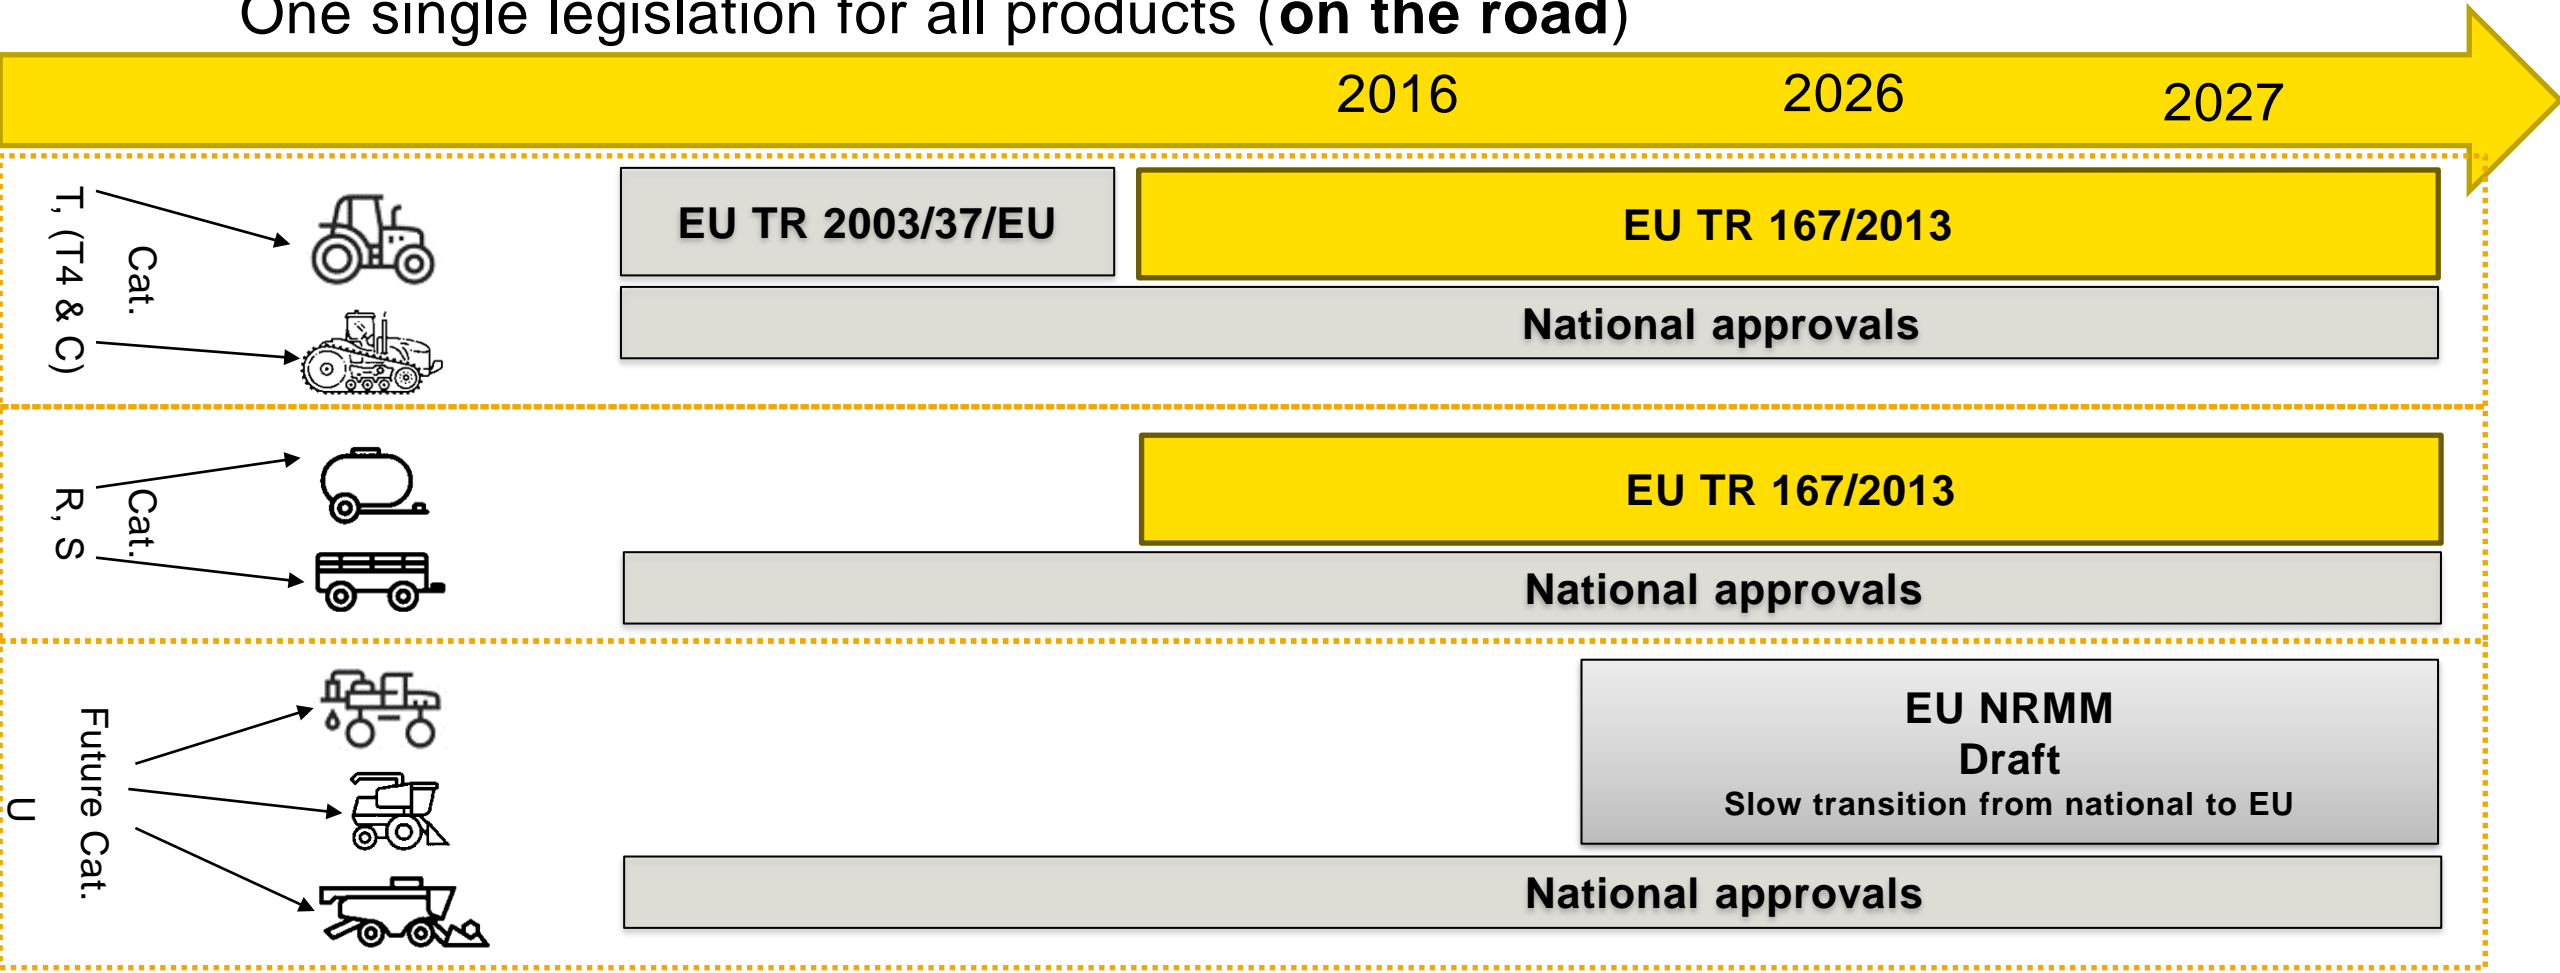 One single legislation for all products (on the road)
2016
2026
2027
Cat.
T, (T4 & C)
EU TR 2003/37/EU
EU TR 167/2013
National approvals
Cat.
R, S
EU TR 167/2013
National approvals
Future Cat.
U
EU NRMM
Draft
Slow transition from national to EU
National approvals